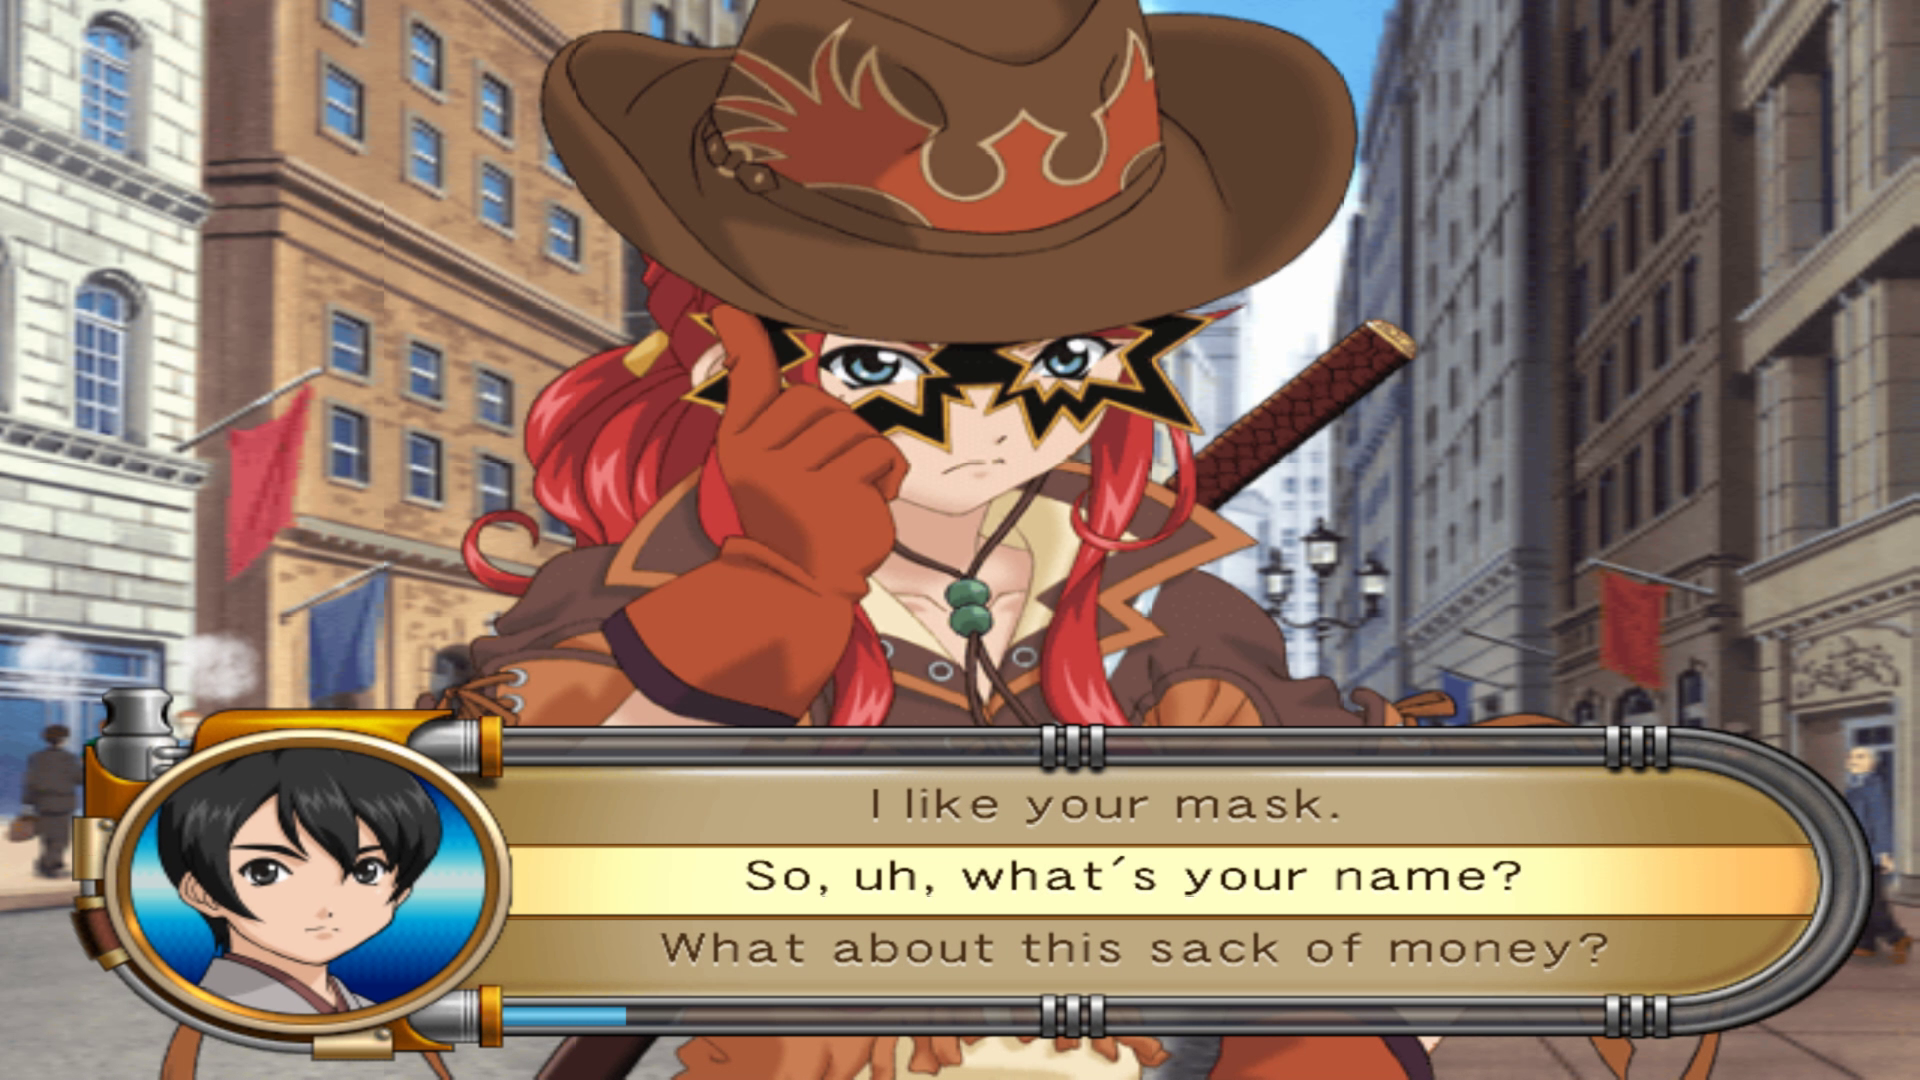 I like your mask.
So, uh, what´s your name?
What about this sack of money?